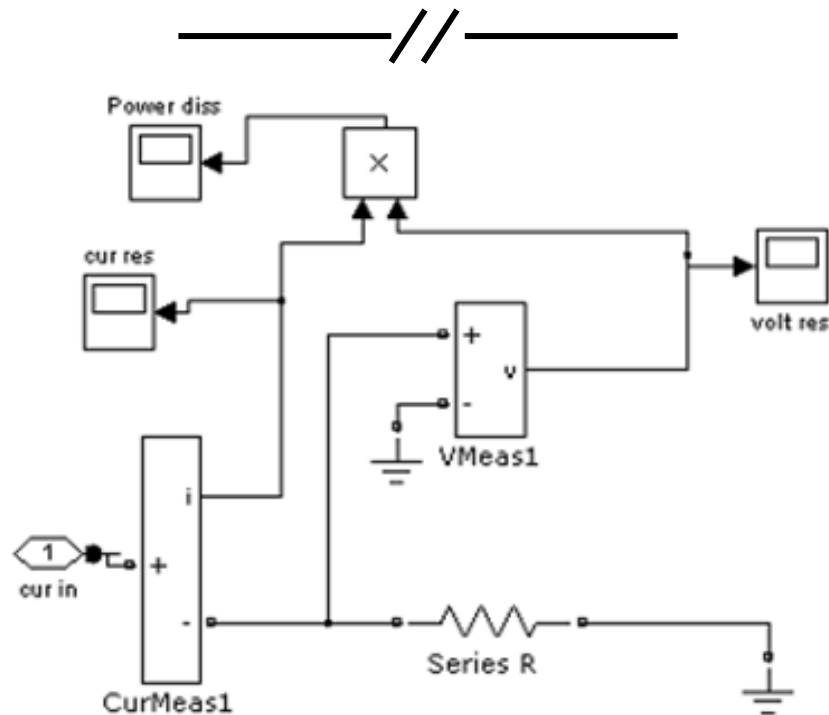 Power diss
×
cur res
volt res
+
v
-
VMeas1
i
1
+
cur in
-
Series R
CurMeas1